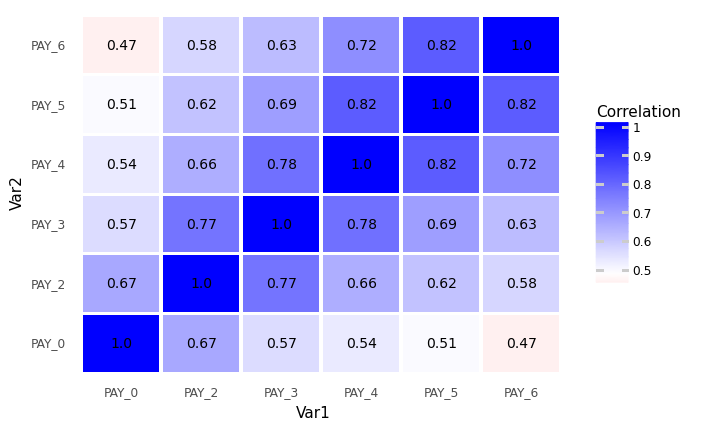 PAY_6 0.47 0.58 0.63 0.72 0.82 1.0
PAY_5 0.51 0.62 0.69 0.82 1.0 0.82
PAY_4 0.54 0.66 0.78 1.0 0.82 0.72
PAY_3 0.57 0.77 1.0 0.78 0.69 0.63
PAY_2 0.67 1.0 0.77 0.66 0.62 0.58
PAY_0 1.0 0.67 0.57 0.54 0.51 0.47
PAY_0 PAY_2 PAY_3 PAY_4 PAY_5 PAY_6
Var1
Var2
Correlation
1
0.9
0.8
0.7
0.6
0.5